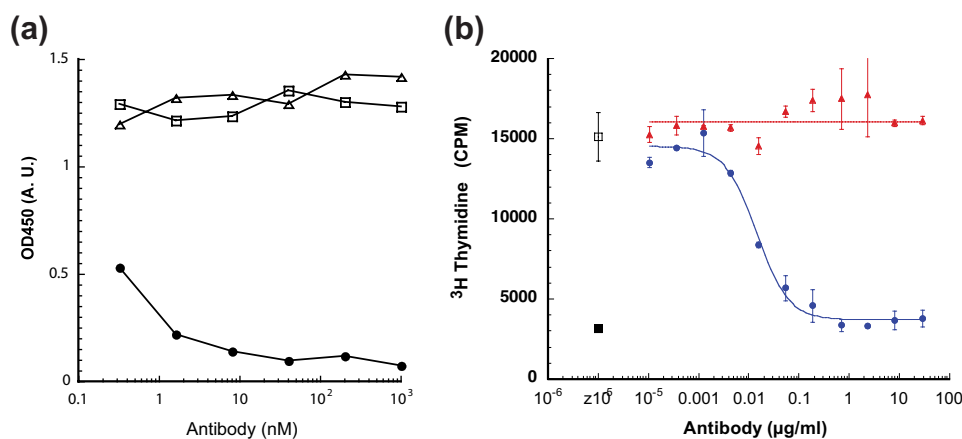 (a)
OD450 (A. U.)
1.5
1
0.5
0
0.1 1 10 10² 10³
Antibody (nM)
(b)
³H Thymidine (CPM)
20000
15000
10000
5000
0
10⁻⁶ z10⁻⁵ 10⁻⁵ 0.001 0.01 0.1 1 10 100
Antibody (µg/ml)